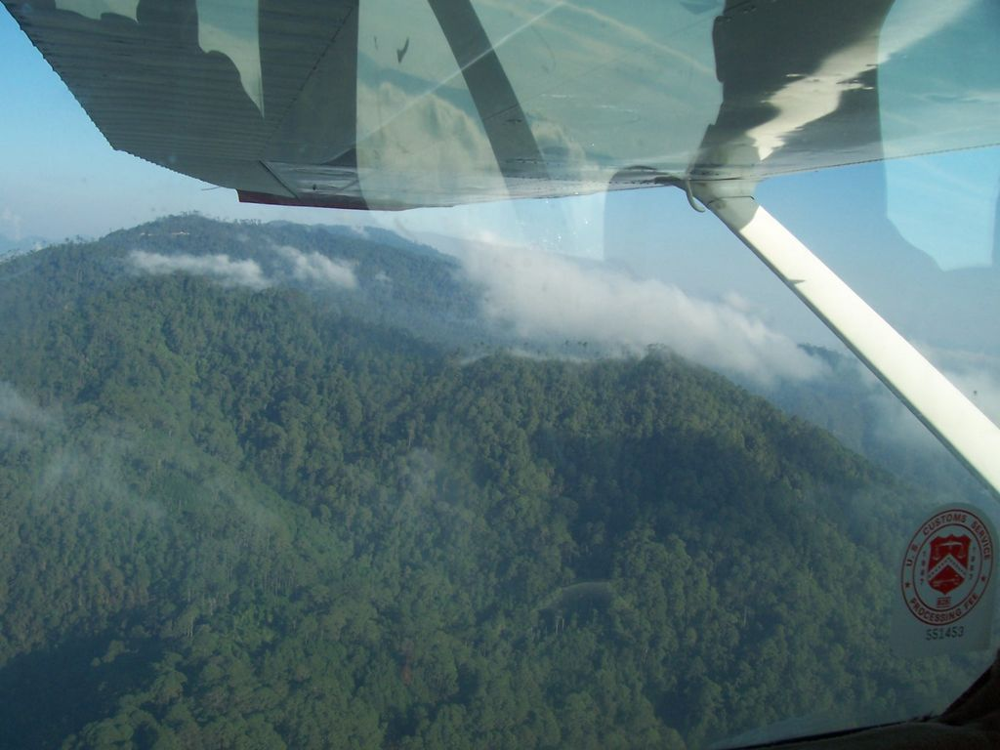 U.S. CUSTOMS SERVICE
PROCESSING FEE
551453